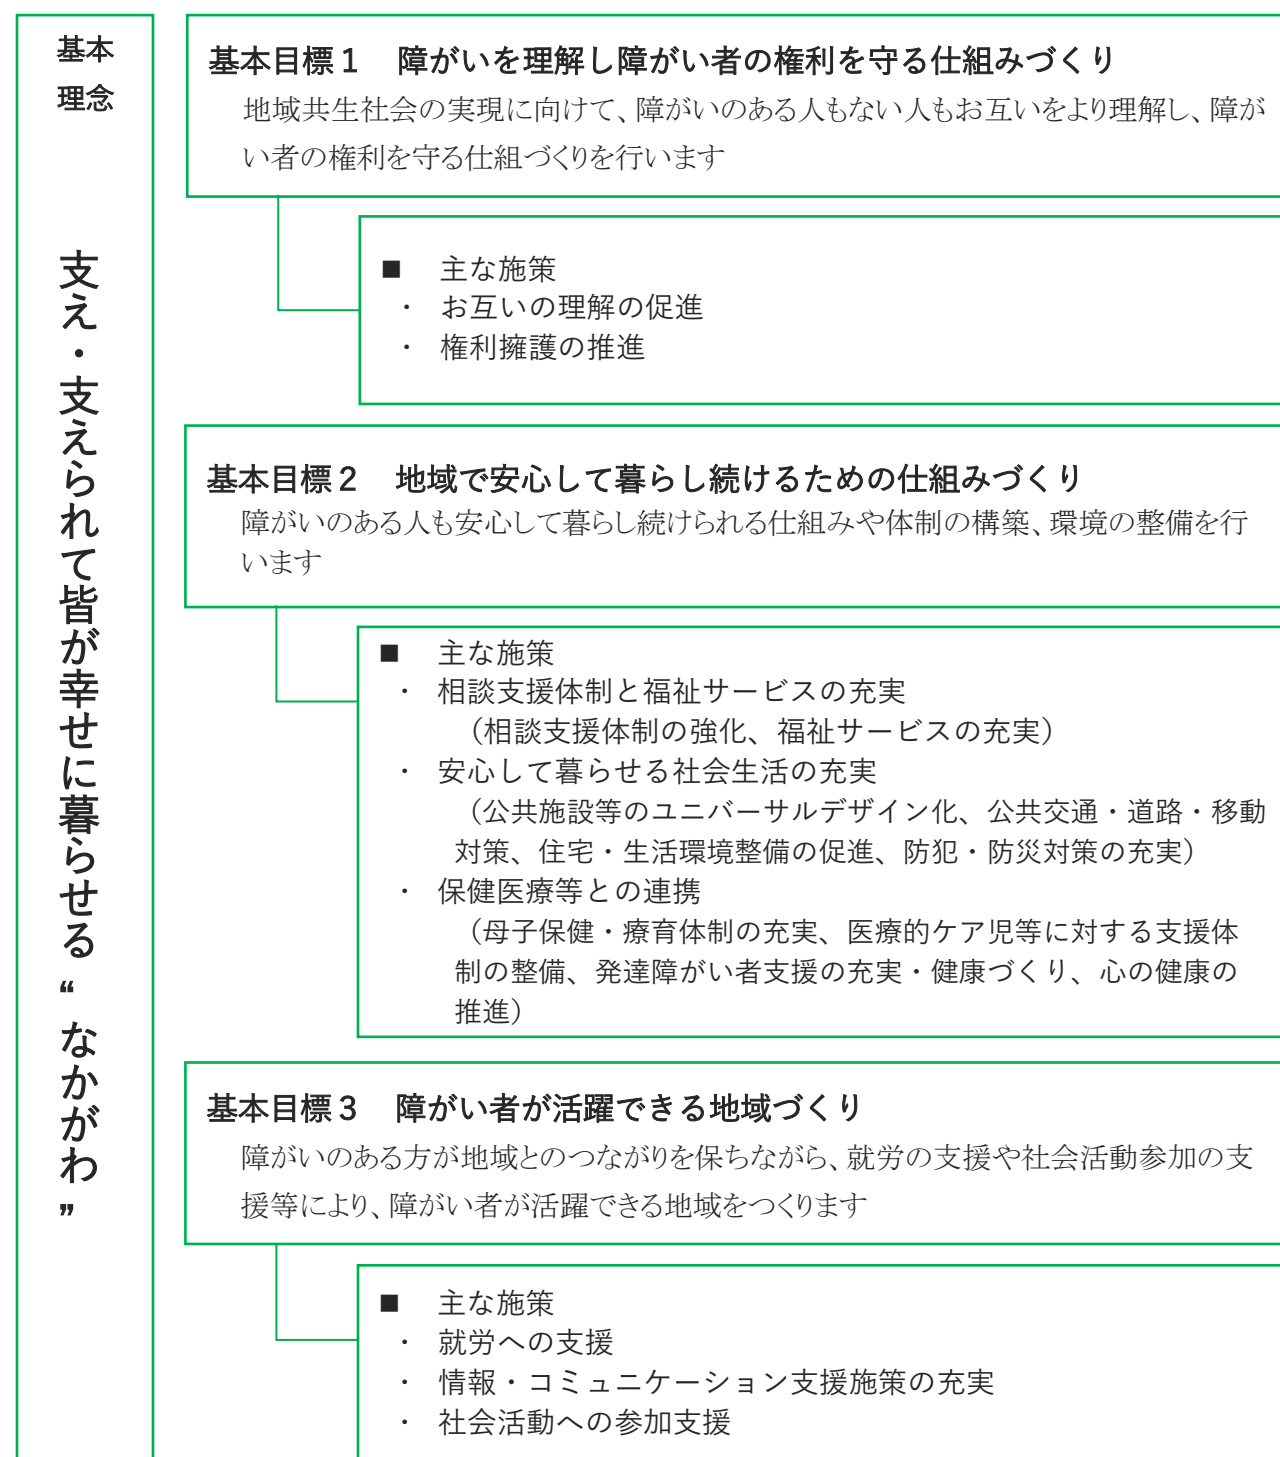 基本
理念
支え・支えられて皆が幸せに暮らせる“なかがわ”
基本目標１　障がいを理解し障がい者の権利を守る仕組みづくり
地域共生社会の実現に向けて、障がいのある人もない人もお互いをより理解し、障が
い者の権利を守る仕組づくりを行います
■　主な施策
・　お互いの理解の促進
・　権利擁護の推進
基本目標２　地域で安心して暮らし続けるための仕組みづくり
障がいのある人も安心して暮らし続けられる仕組みや体制の構築、環境の整備を行
います
■　主な施策
・　相談支援体制と福祉サービスの充実
（相談支援体制の強化、福祉サービスの充実）
・　安心して暮らせる社会生活の充実
（公共施設等のユニバーサルデザイン化、公共交通・道路・移動
対策、住宅・生活環境整備の促進、防犯・防災対策の充実）
・　保健医療等との連携
（母子保健・療育体制の充実、医療的ケア児等に対する支援体
制の整備、発達障がい者支援の充実・健康づくり、心の健康の
推進）
基本目標３　障がい者が活躍できる地域づくり
障がいのある方が地域とのつながりを保ちながら、就労の支援や社会活動参加の支
援等により、障がい者が活躍できる地域をつくります
■　主な施策
・　就労への支援
・　情報・コミュニケーション支援施策の充実
・　社会活動への参加支援